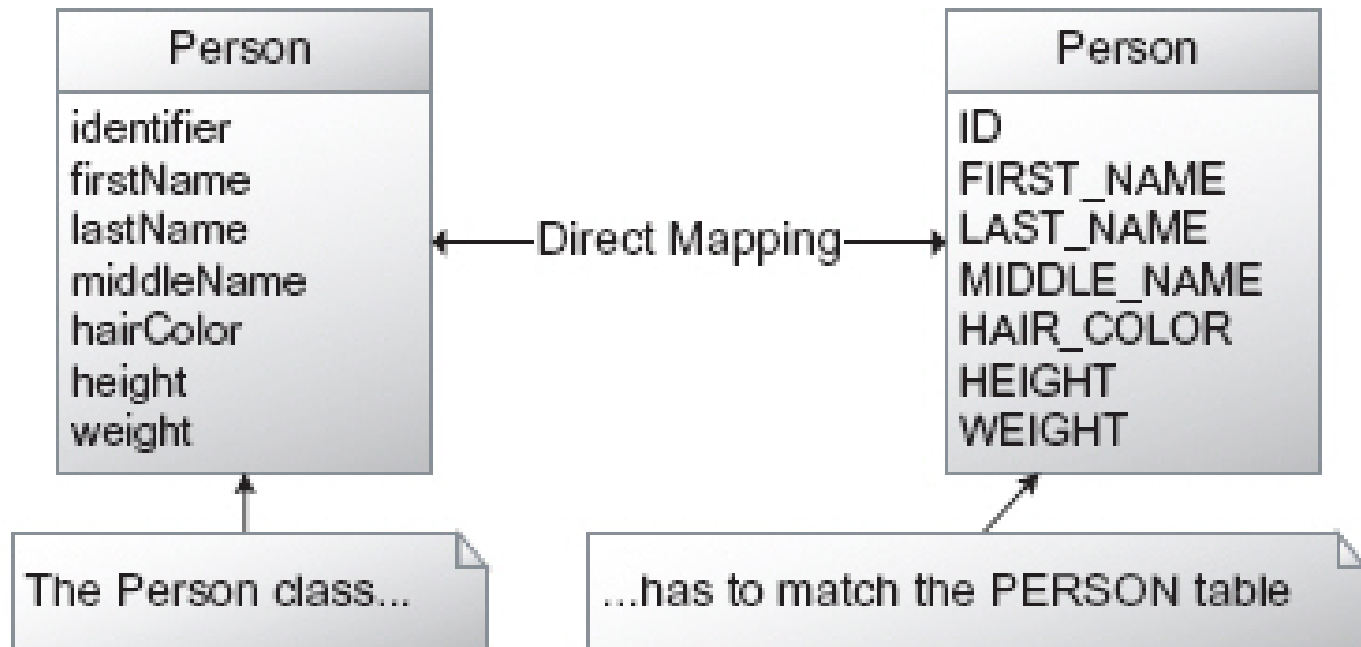 Person
identifier
firstName
lastName
middleName
hairColor
height
weight
Direct Mapping
Person
ID
FIRST_NAME
LAST_NAME
MIDDLE_NAME
HAIR_COLOR
HEIGHT
WEIGHT
The Person class...
...has to match the PERSON table